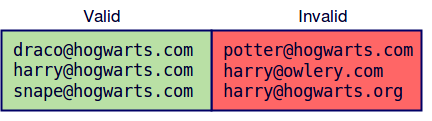 Valid Invalid
draco@hogwarts.com potter@hogwarts.com
harry@hogwarts.com harry@owlery.com
snape@hogwarts.com harry@hogwarts.org